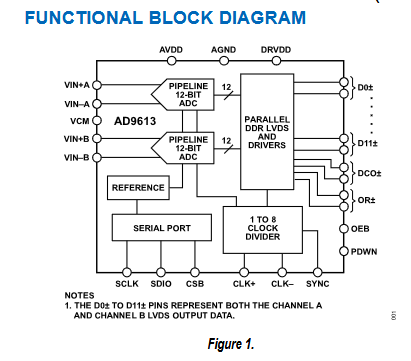 FUNCTIONAL BLOCK DIAGRAM
AVDD AGND DRVDD
VIN+A
VIN–A
VCM
VIN+B
VIN–B
AD9613
PIPELINE
12-BIT
ADC
12
PIPELINE
12-BIT
ADC
12
PARALLEL
DDR LVDS
AND
DRIVERS
D0±
D11±
DCO±
OR±
OEB
PDWN
REFERENCE
SERIAL PORT
1 TO 8
CLOCK
DIVIDER
SCLK SDIO CSB CLK+ CLK– SYNC
NOTES
1. THE D0± TO D11± PINS REPRESENT BOTH THE CHANNEL A
AND CHANNEL B LVDS OUTPUT DATA.
001
Figure 1.